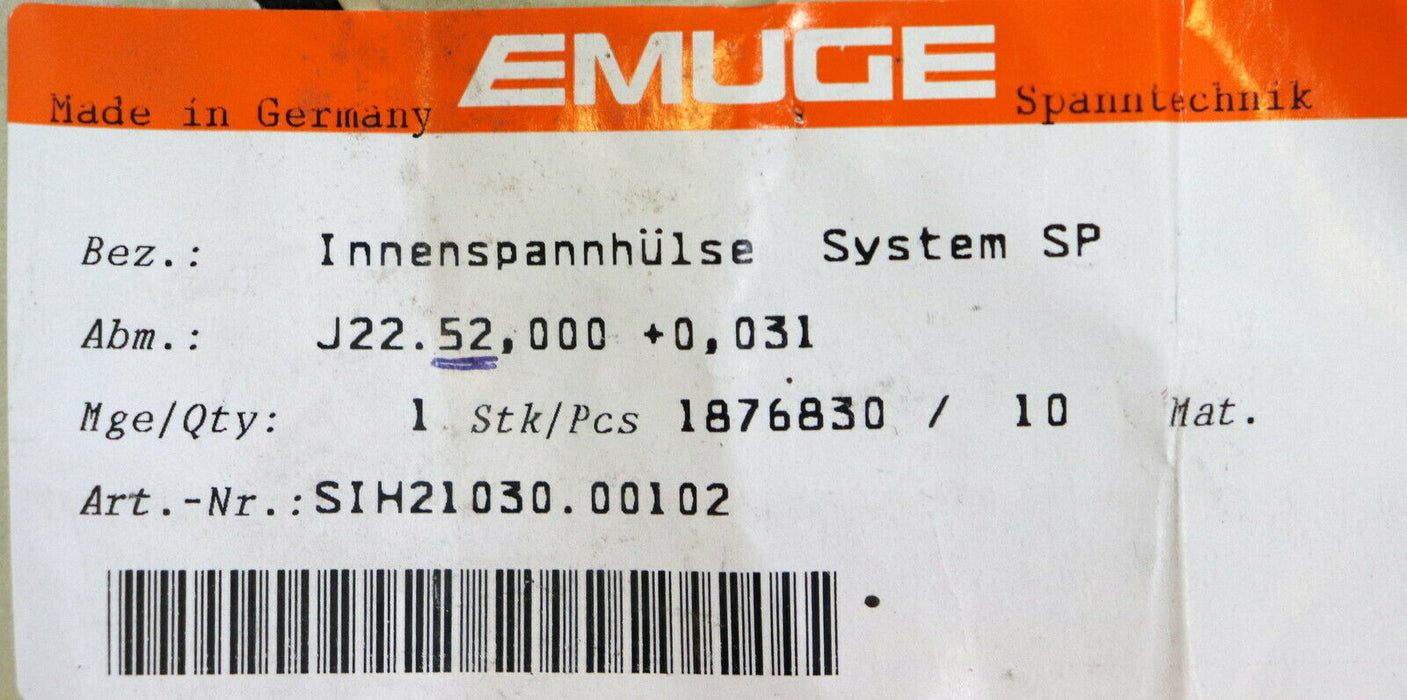 EMUGE
Made in Germany Spanntechnik
Bez.: Innenspannhülse System SP
Abm.: J22.52,000 +0,031
Mge/Qty: 1 Stk/Pcs 1876830 / 10 Mat.
Art.-Nr.:SIH21030.00102